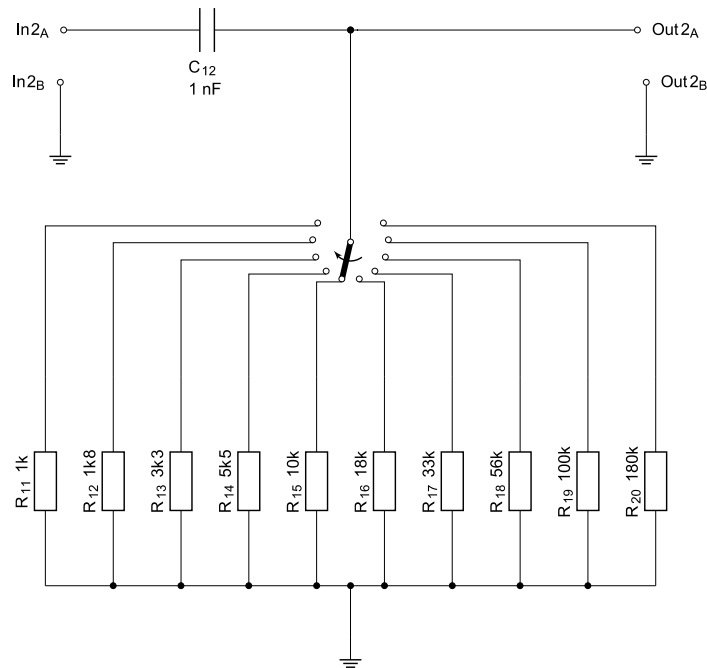 In2A
Out2A
C12
1 nF
In2B
Out2B
R11 1k
R12 1k8
R13 3k3
R14 5k5
R15 10k
R16 18k
R17 33k
R18 56k
R19 100k
R20 180k